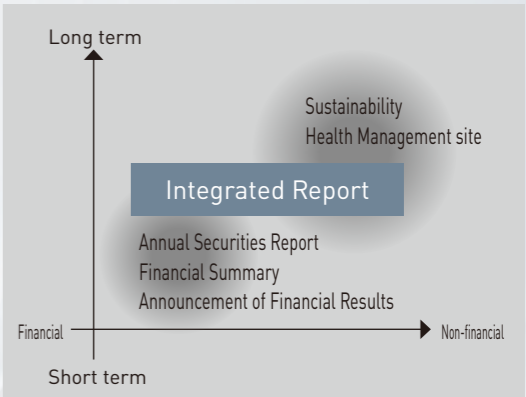 Long term
Sustainability
Health Management site
Integrated Report
Annual Securities Report
Financial Summary
Announcement of Financial Results
Financial
Non-financial
Short term